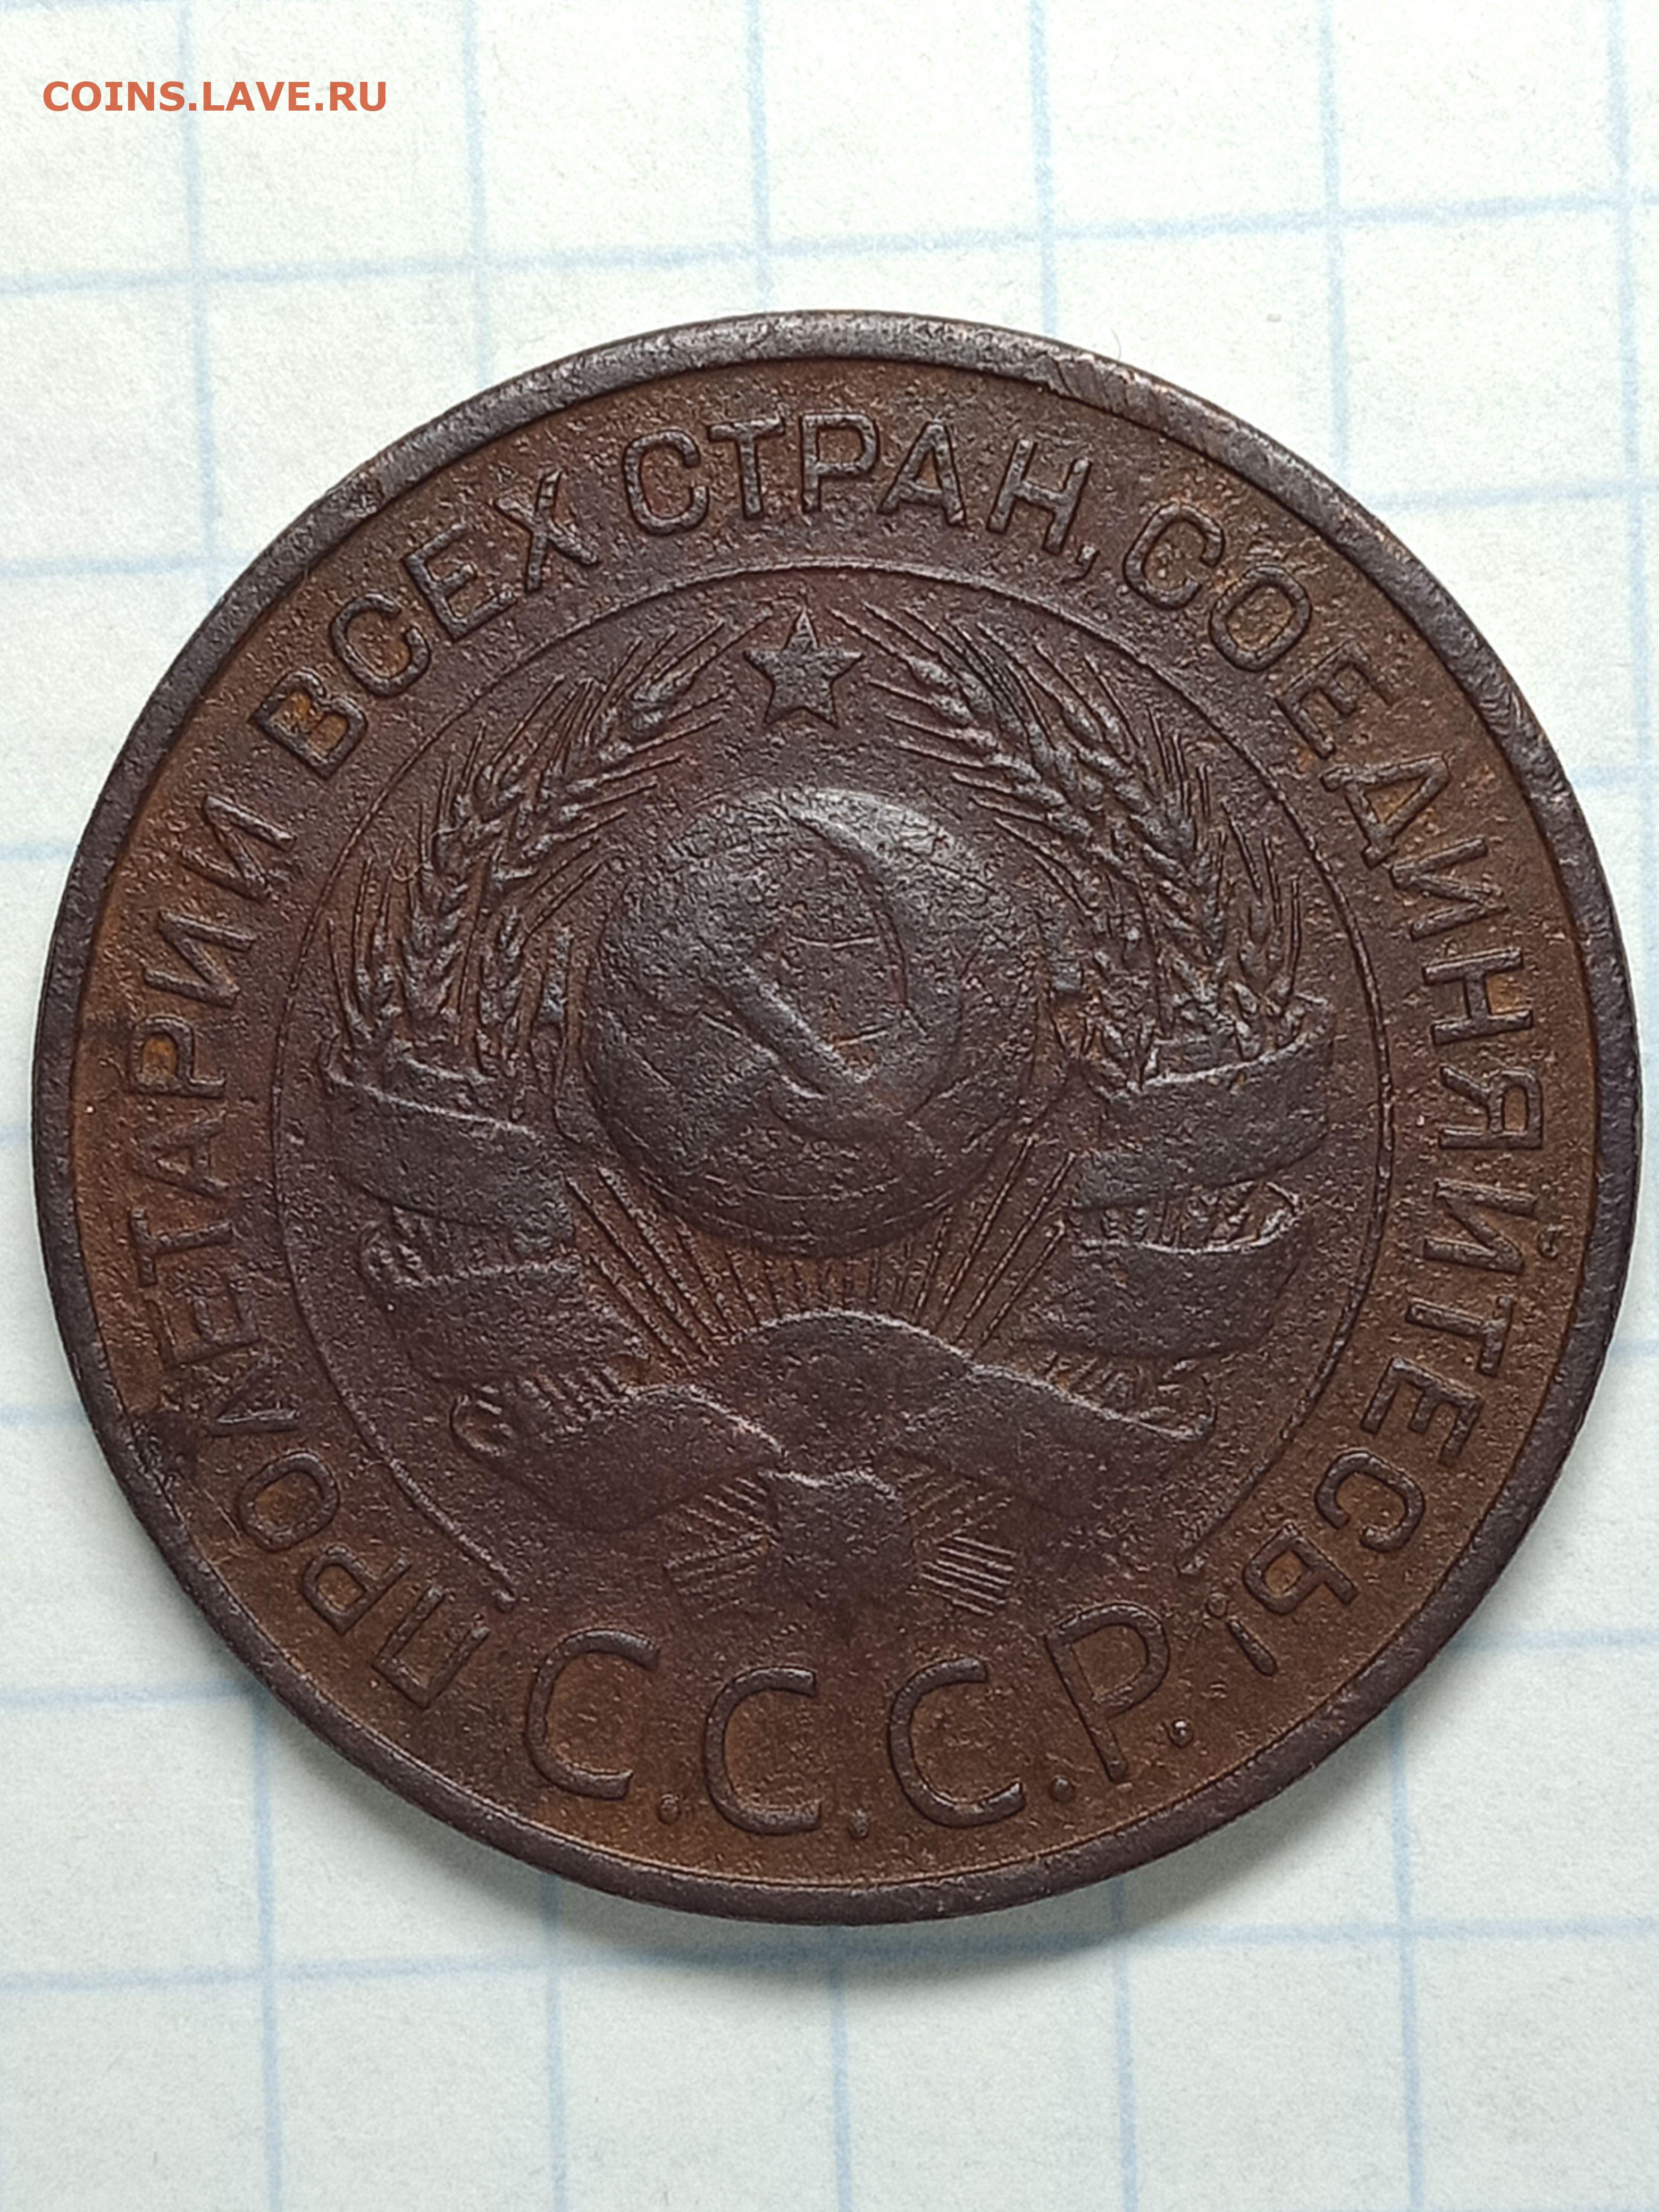 COINS.LAVE.RU
ПРОЛЕТАРИИ ВСЕХ СТРАН, СОЕДИНЯЙТЕСЬ!
С.С.С.Р.